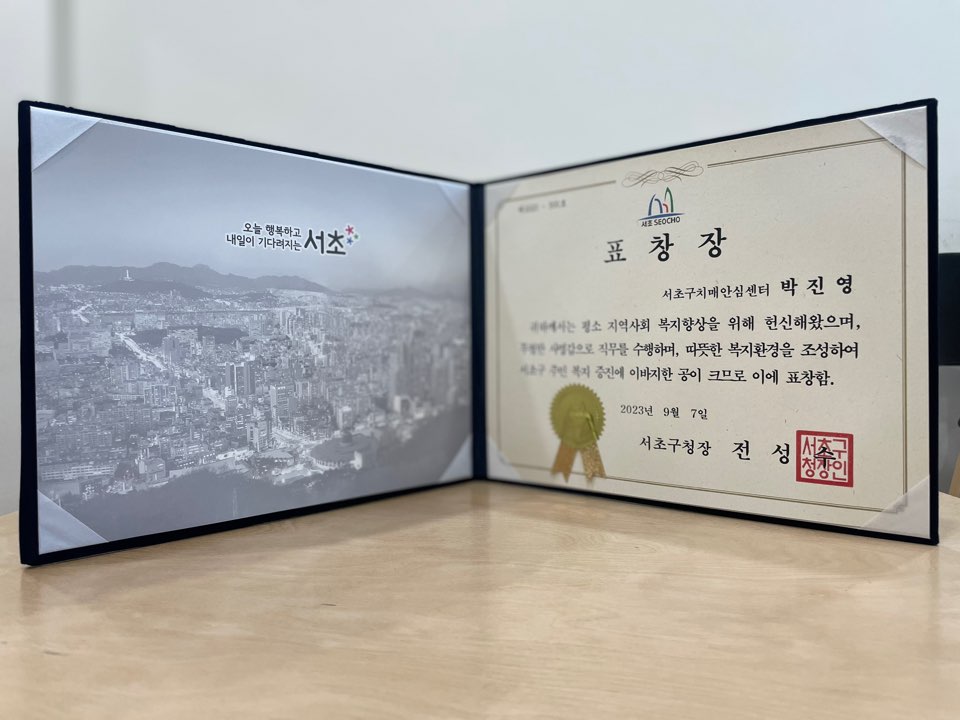 오늘 행복하고
내일이 기다려지는 서초
서초 SEOCHO
표창장
서초구치매안심센터 박진영
귀하께서는 평소 지역사회 복지향상을 위해 헌신해왔으며,
투철한 사명감으로 직무를 수행하며, 따뜻한 복지환경을 조성하여
서초구 주민 복지 증진에 이바지한 공이 크므로 이에 표창함.
2023년 9월 7일
서초구청장 전성수
서초구
청장인